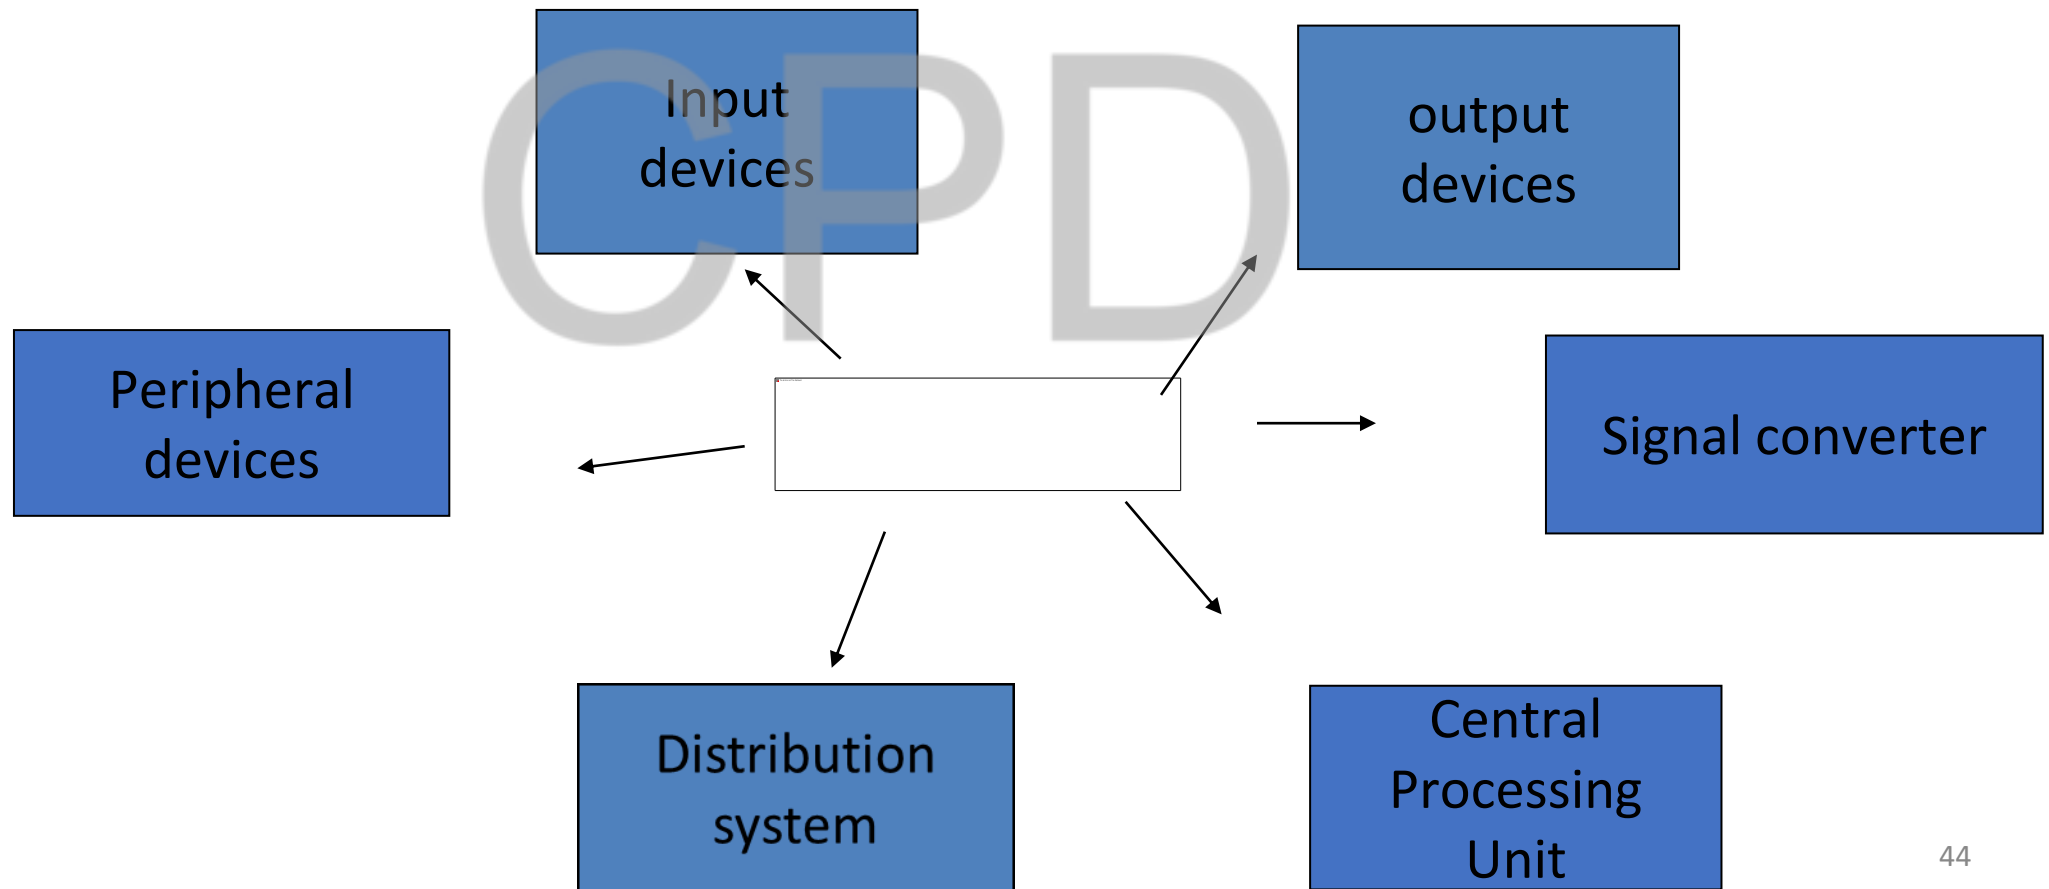 CPD
Input
devices
output
devices
Peripheral
devices
Signal converter
Distribution
system
Central
Processing
Unit
44